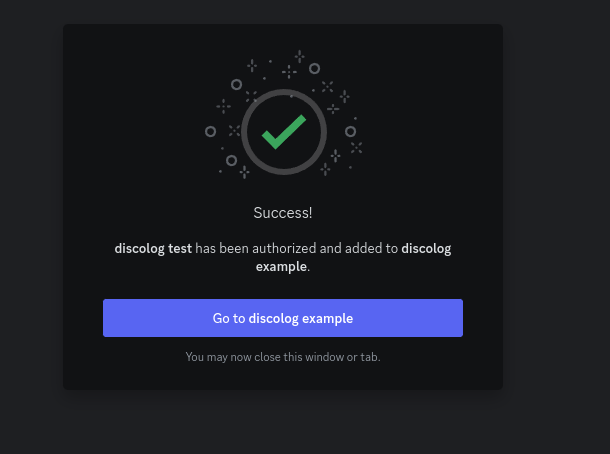 Success!
discolog test has been authorized and added to discolog
example.
Go to discolog example
You may now close this window or tab.